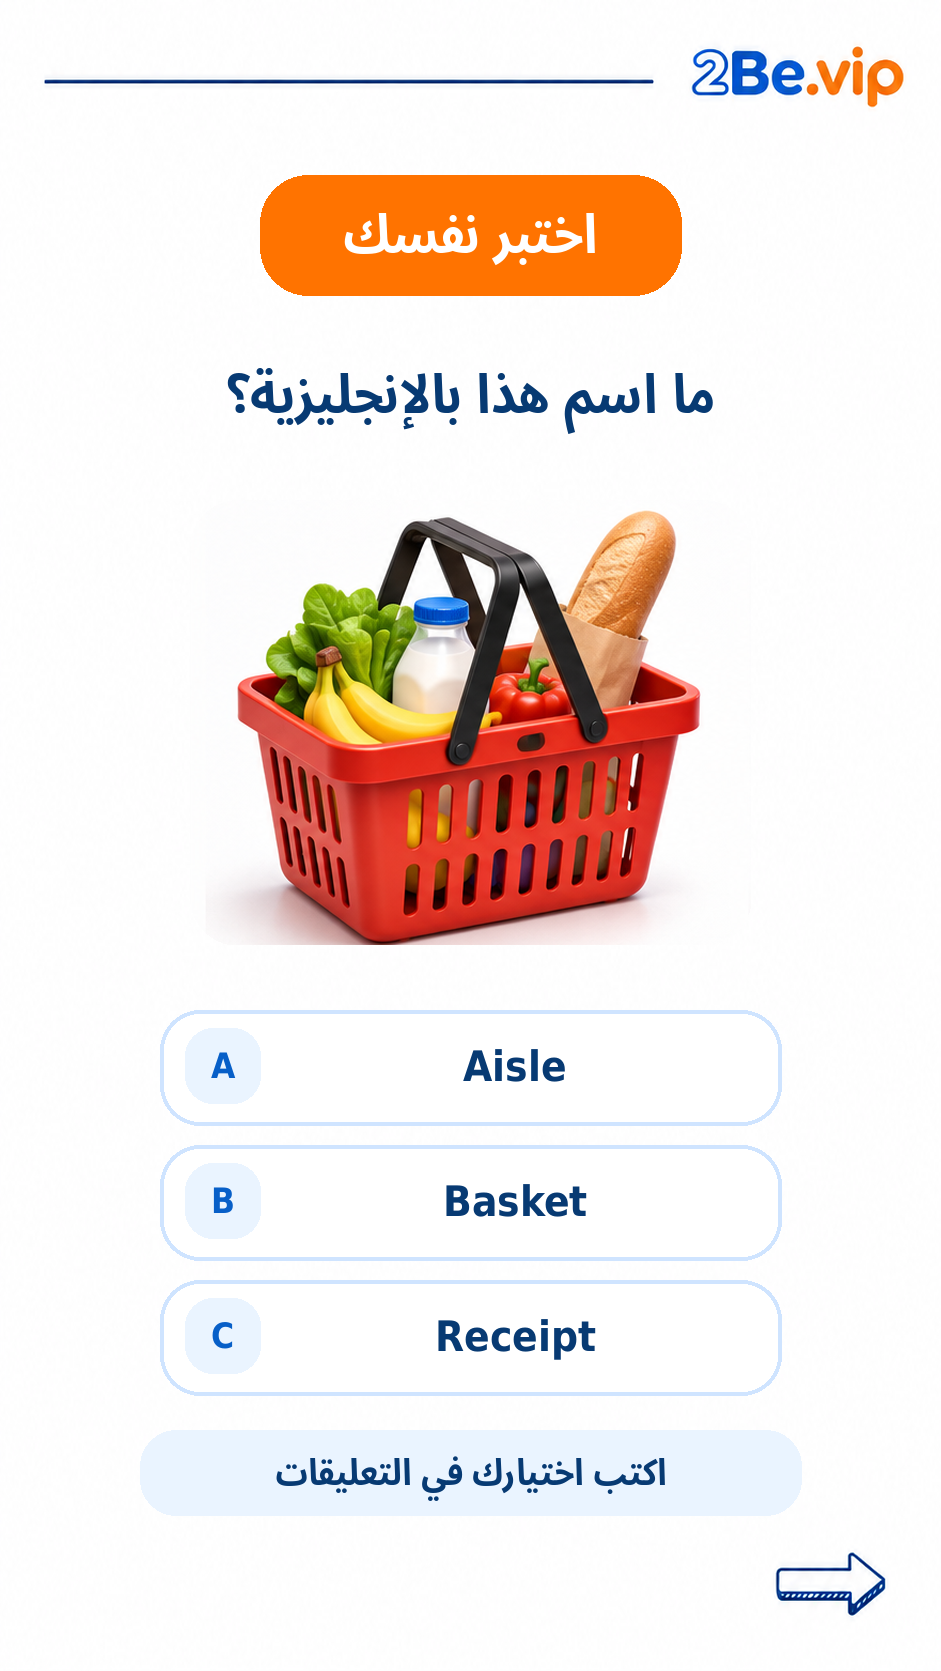 2Be.vip
اختبر نفسك
ما اسم هذا بالإنجليزية؟
A Aisle
B Basket
C Receipt
اكتب اختيارك في التعليقات